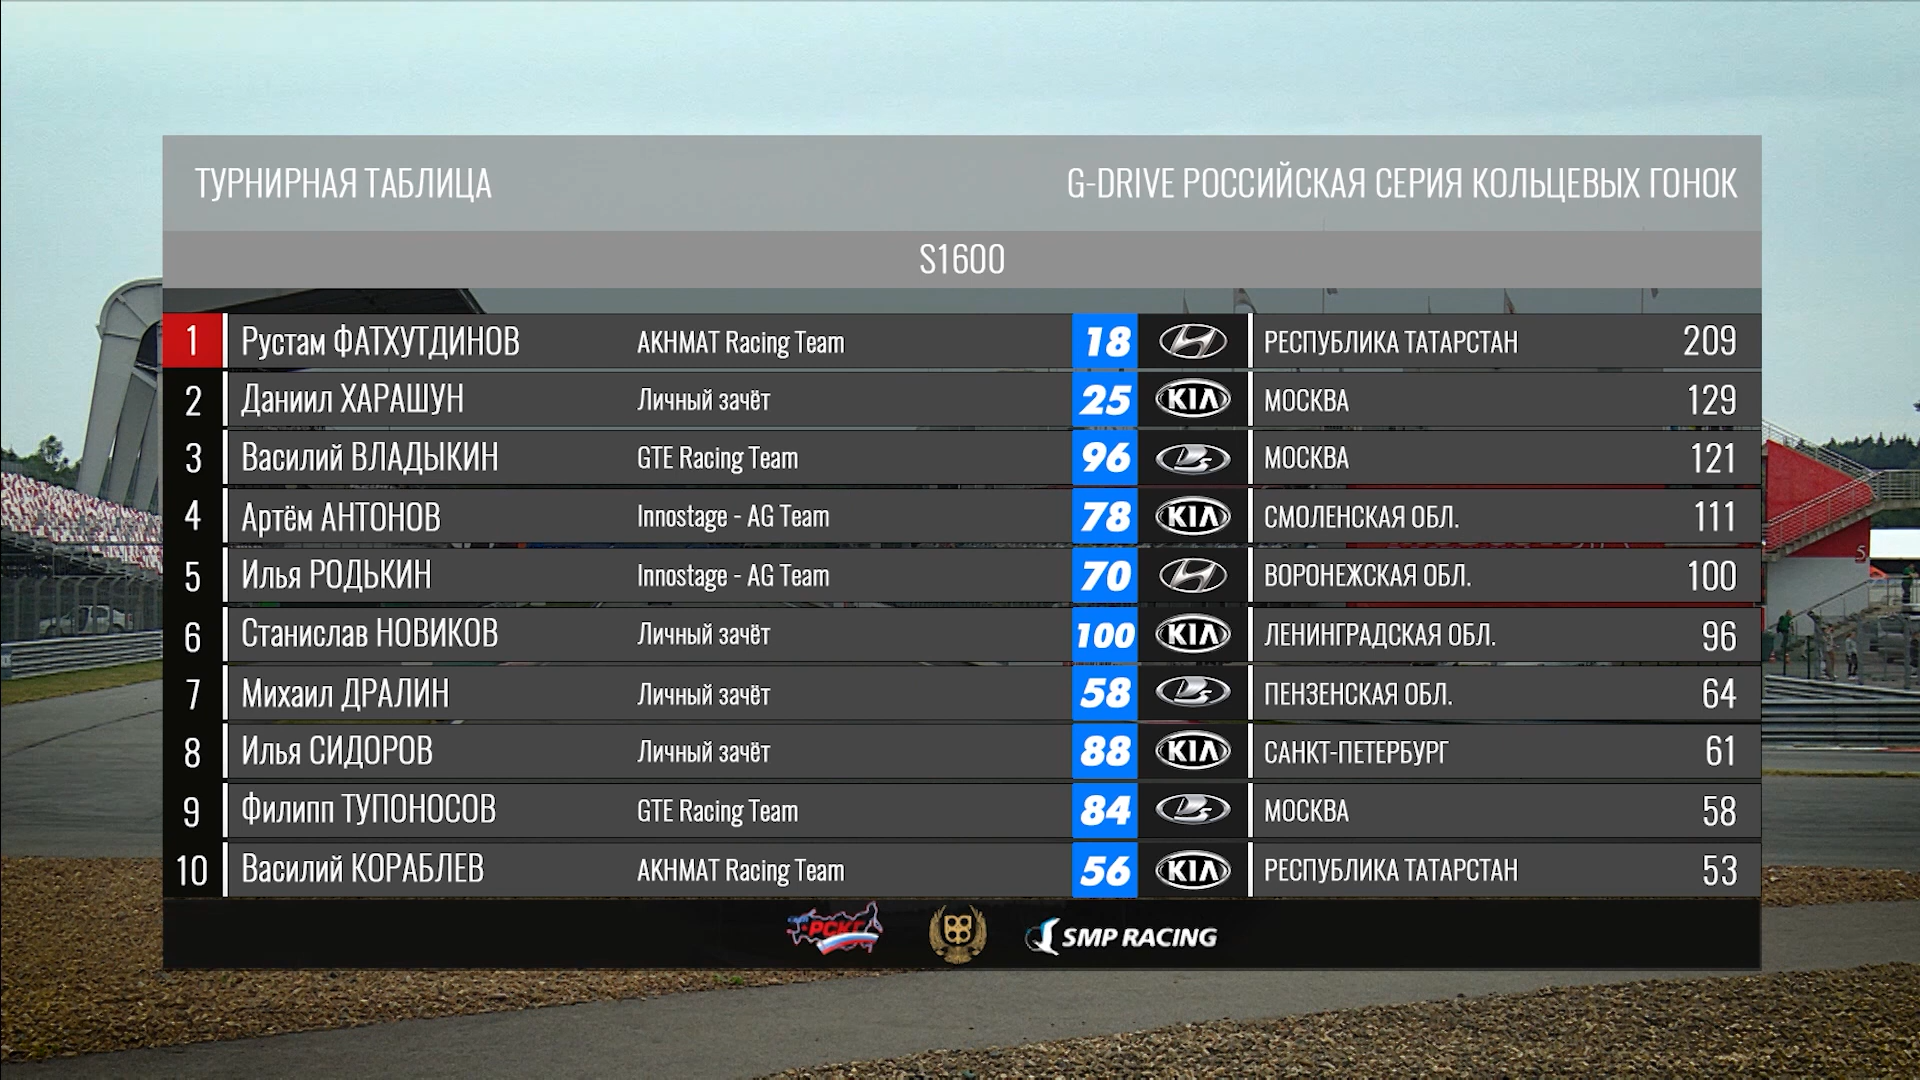 ТУРНИРНАЯ ТАБЛИЦА G-DRIVE РОССИЙСКАЯ СЕРИЯ КОЛЬЦЕВЫХ ГОНОК
S1600
1 Рустам ФАТХУТДИНОВ AKHMAT Racing Team 18 РЕСПУБЛИКА ТАТАРСТАН 209
2 Даниил ХАРАШУН Личный зачёт 25 KIA МОСКВА 129
3 Василий ВЛАДЫКИН GTE Racing Team 96 МОСКВА 121
4 Артём АНТОНОВ Innostage - AG Team 78 KIA СМОЛЕНСКАЯ ОБЛ. 111
5 Илья РОДЬКИН Innostage - AG Team 70 ВОРОНЕЖСКАЯ ОБЛ. 100
6 Станислав НОВИКОВ Личный зачёт 100 KIA ЛЕНИНГРАДСКАЯ ОБЛ. 96
7 Михаил ДРАЛИН Личный зачёт 58 ПЕНЗЕНСКАЯ ОБЛ. 64
8 Илья СИДОРОВ Личный зачёт 88 KIA САНКТ-ПЕТЕРБУРГ 61
9 Филипп ТУПОНОСОВ GTE Racing Team 84 МОСКВА 58
10 Василий КОРАБЛЕВ AKHMAT Racing Team 56 KIA РЕСПУБЛИКА ТАТАРСТАН 53
РСКГ SMP RACING
5